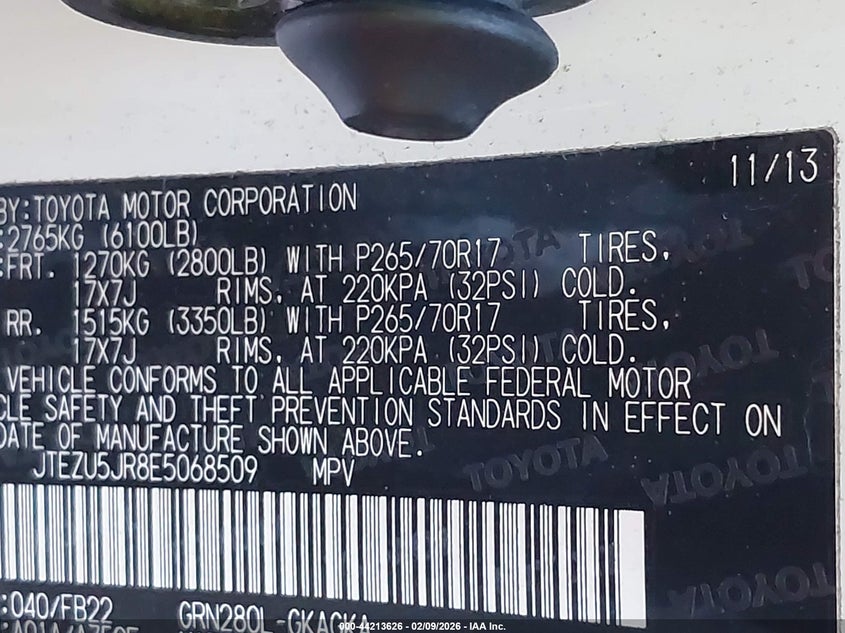 11/13
BY:TOYOTA MOTOR CORPORATION
:2765KG (6100LB)
:FRT. 1270KG (2800LB) WITH P265/70R17 TIRES,
17X7J RIMS, AT 220KPA (32PSI) COLD.
RR. 1515KG (3350LB) WITH P265/70R17 TIRES,
17X7J RIMS, AT 220KPA (32PSI) COLD.
VEHICLE CONFORMS TO ALL APPLICABLE FEDERAL MOTOR
CLE SAFETY AND THEFT PREVENTION STANDARDS IN EFFECT ON
DATE OF MANUFACTURE SHOWN ABOVE.
JTEZU5JR8E5068509 MPV
:040/FB22 GRN280L-GKAGKA
000-44213626 - 02/09/2026 - IAA Inc.